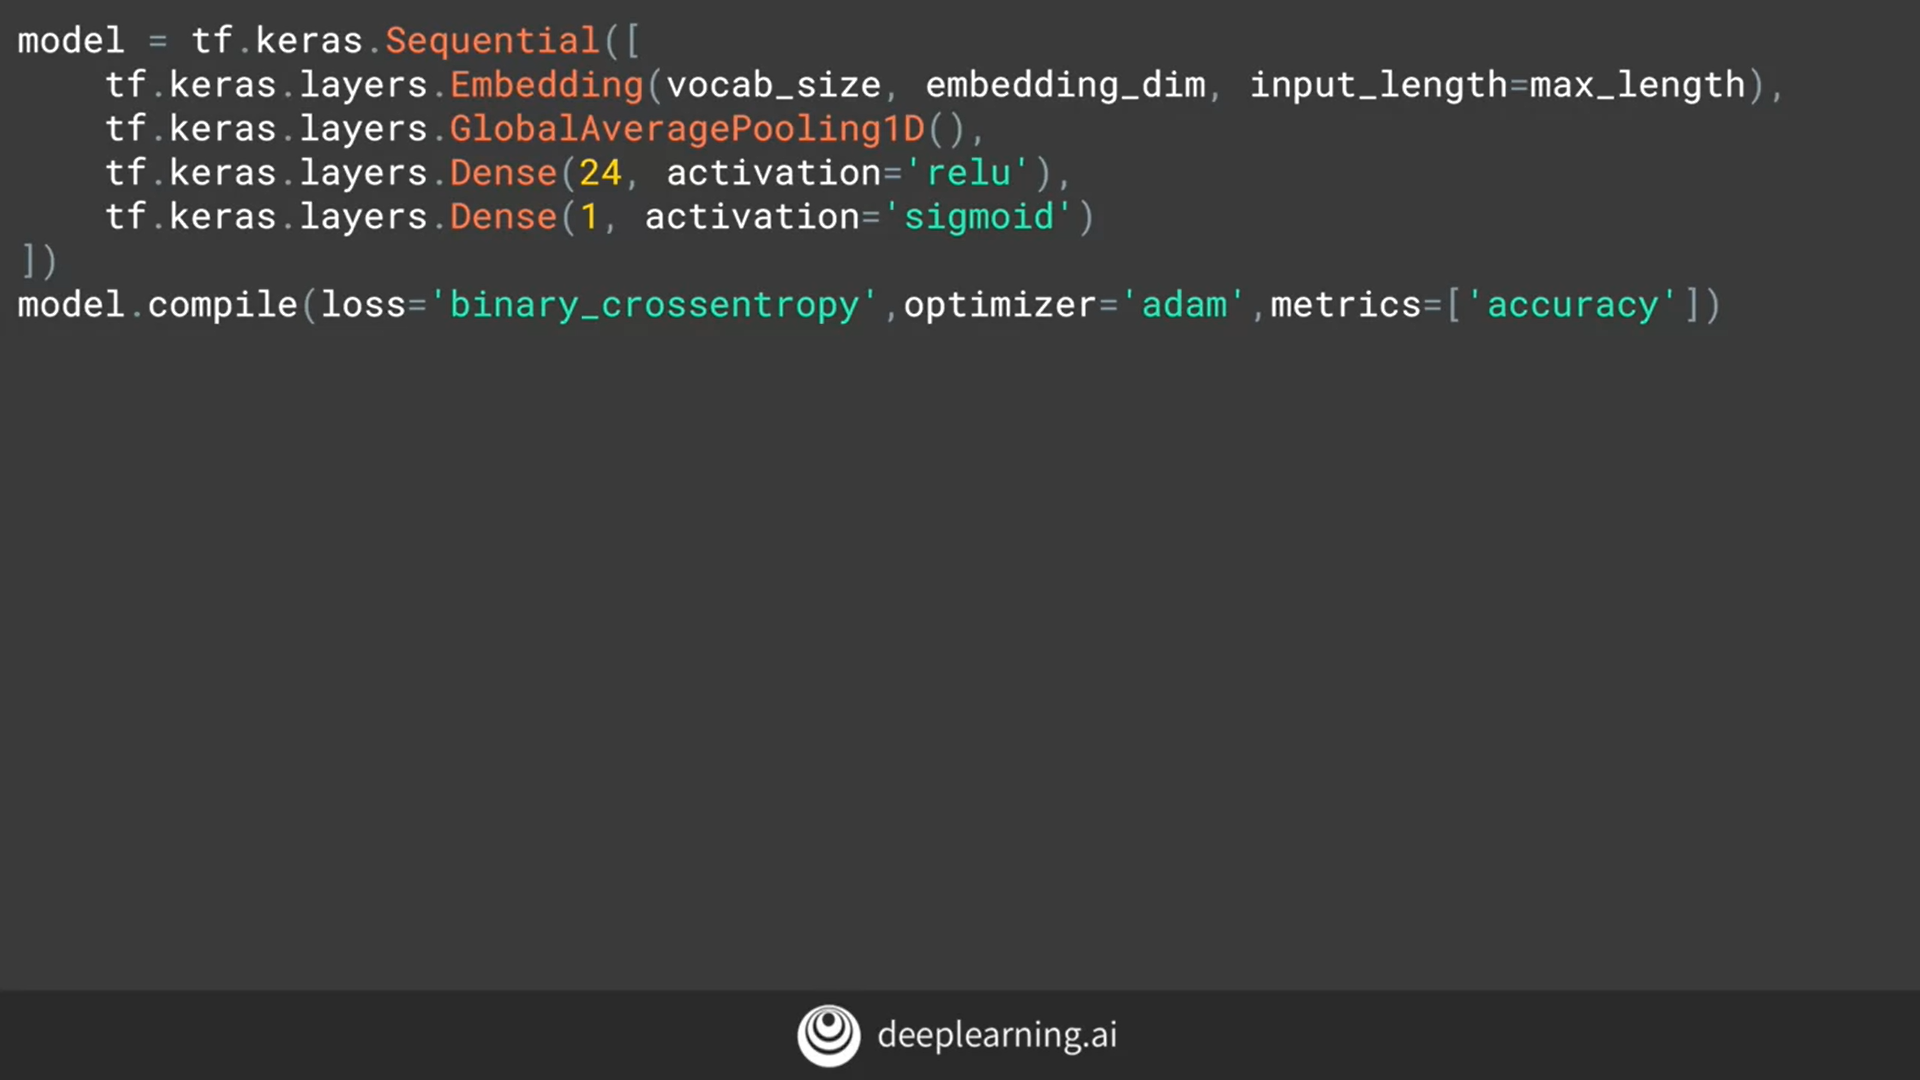 model = tf.keras.Sequential([
    tf.keras.layers.Embedding(vocab_size, embedding_dim, input_length=max_length),
    tf.keras.layers.GlobalAveragePooling1D(),
    tf.keras.layers.Dense(24, activation='relu'),
    tf.keras.layers.Dense(1, activation='sigmoid')
])
model.compile(loss='binary_crossentropy',optimizer='adam',metrics=['accuracy'])
deeplearning.ai